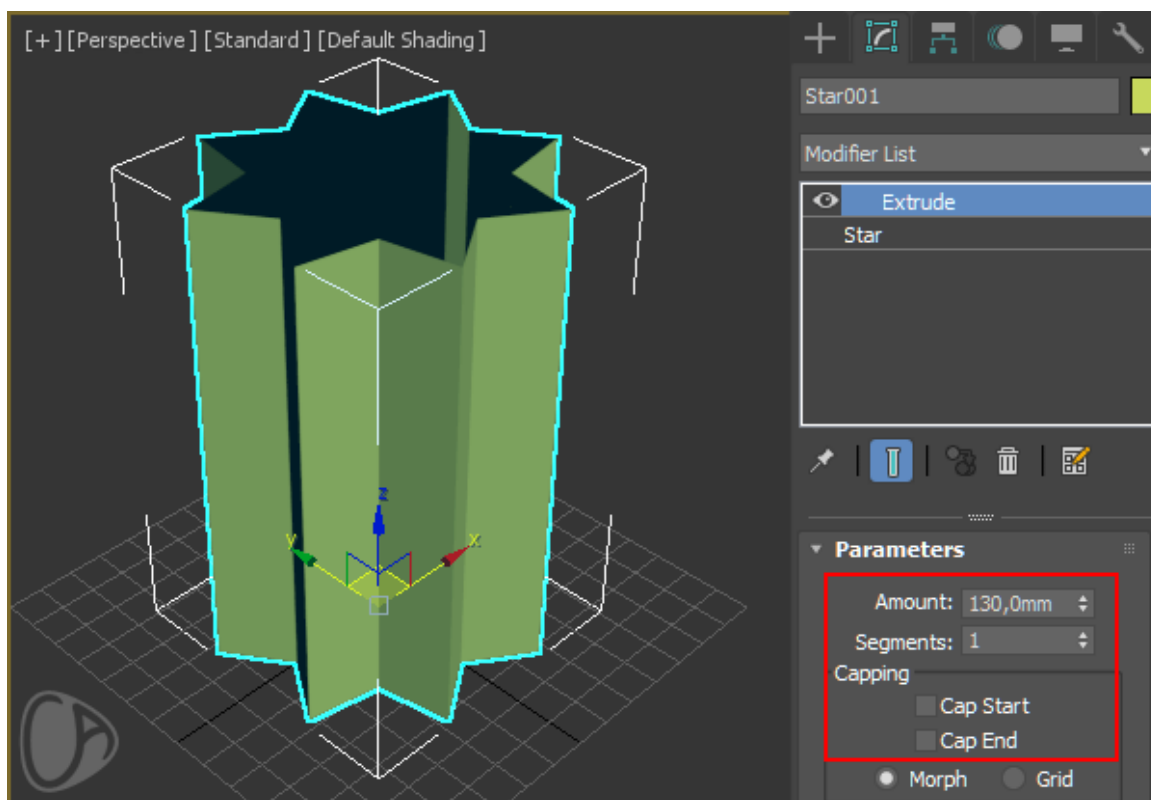 [+] [Perspective] [Standard] [Default Shading]
Star001
Modifier List
Extrude
Star
z
y
x
Parameters
Amount: 130,0mm
Segments: 1
Capping
Cap Start
Cap End
Morph Grid